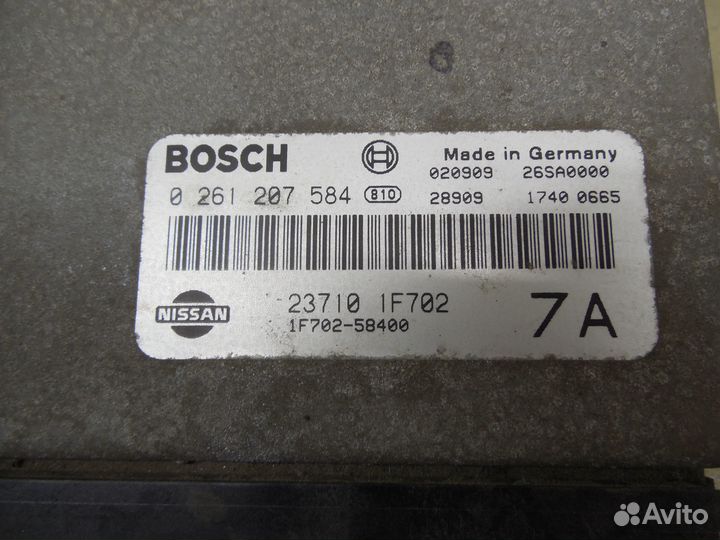 BOSCH
Made in Germany
020909 26SA0000
0 261 207 584 810
28909 1740 0665
NISSAN
23710 1F702
1F702-58400
7A
Avito